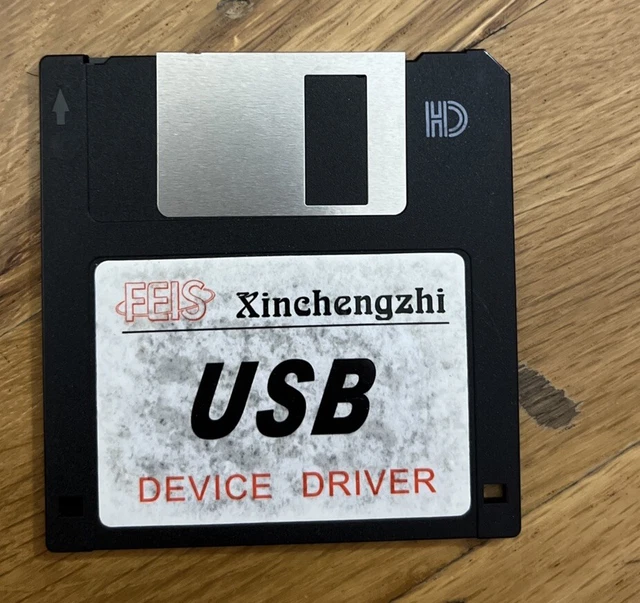 HD
FEIS Xinchengzhi
USB
DEVICE DRIVER